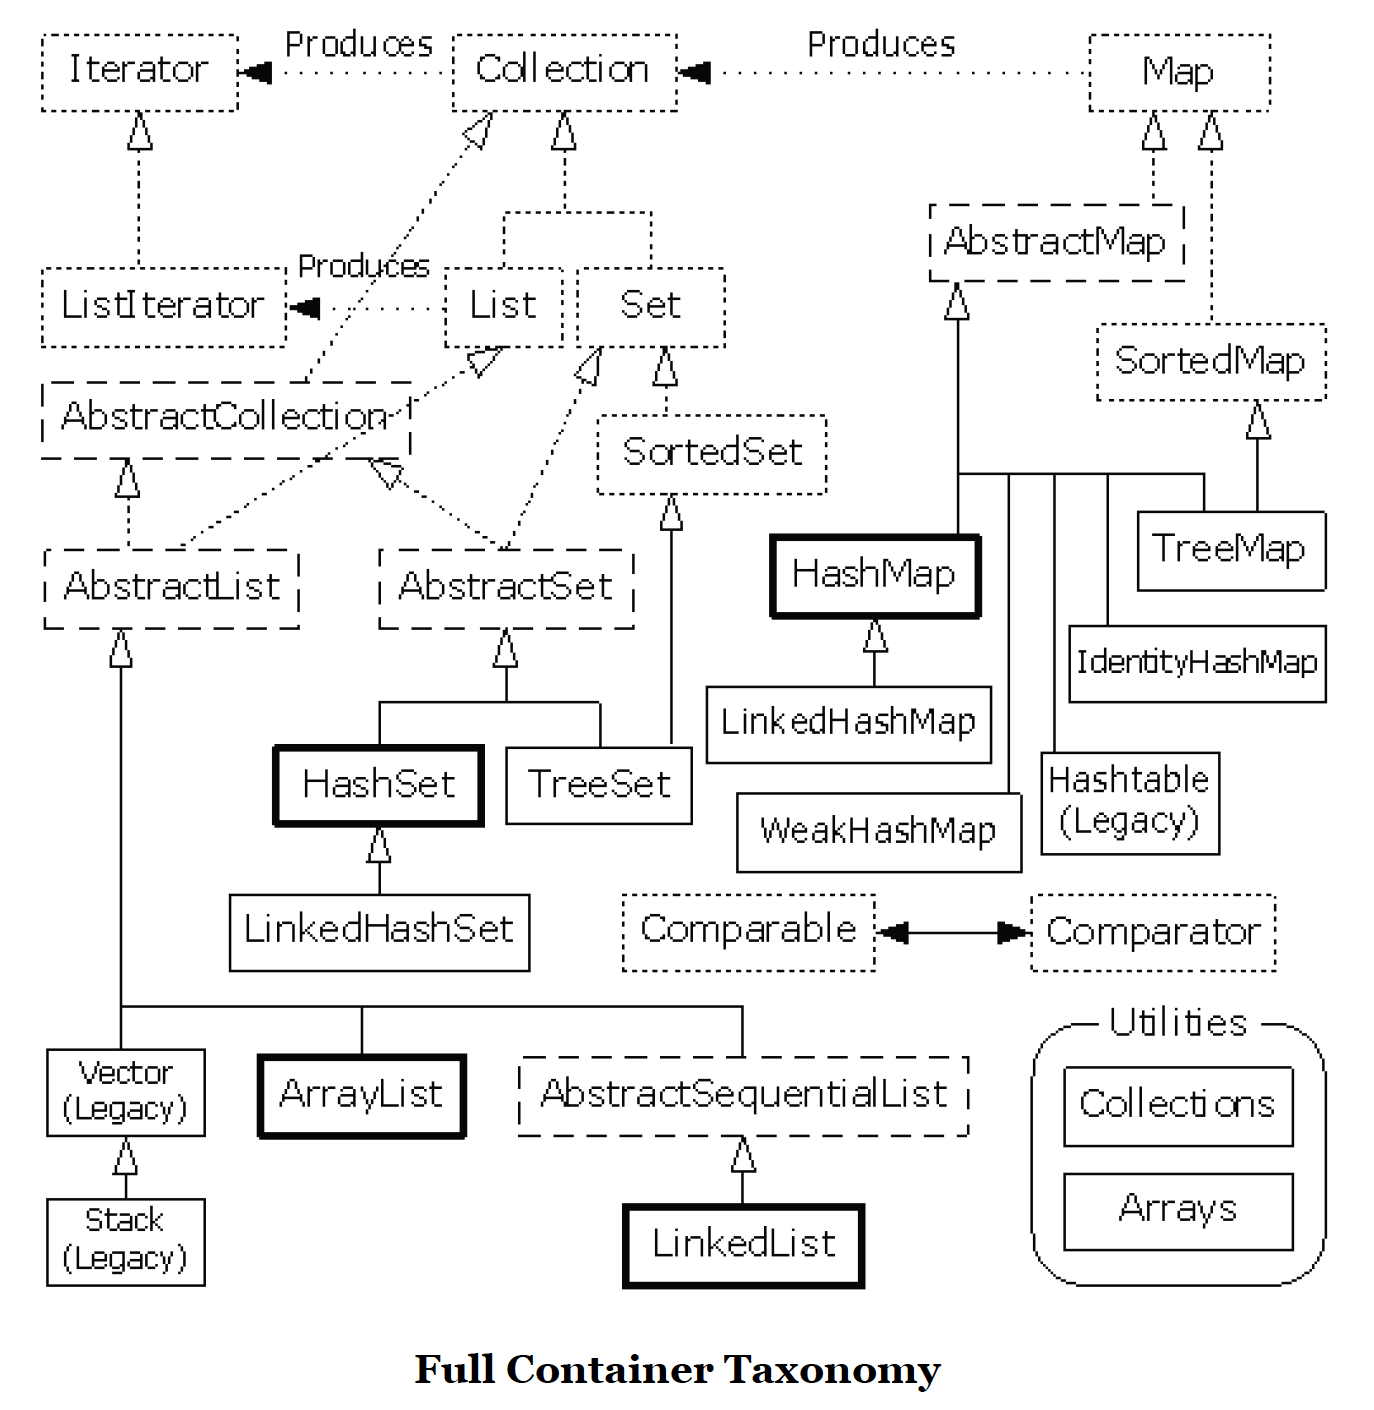 Produces
Produces
Iterator
Collection
Map
AbstractMap
Produces
ListIterator
List
Set
SortedMap
AbstractCollection
SortedSet
TreeMap
HashMap
AbstractList
AbstractSet
IdentityHashMap
LinkedHashMap
HashSet
TreeSet
Hashtable
(Legacy)
WeakHashMap
LinkedHashSet
Comparable
Comparator
Utilities
Vector
(Legacy)
ArrayList
AbstractSequentialList
Collections
Stack
(Legacy)
LinkedList
Arrays
Full Container Taxonomy